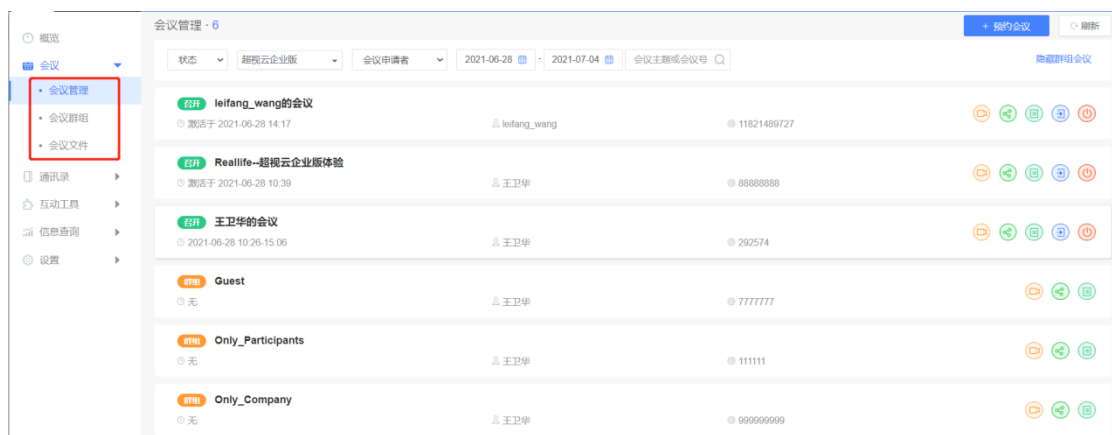 概览
会议
会议管理
会议群组
会议文件
通讯录
互动工具
信息查询
设置
会议管理 · 6
+ 预约会议
刷新
状态
超视云企业版
会议申请者
2021-06-28 - 2021-07-04
会议主题或会议号
隐藏群组会议
召开 leifang_wang的会议
激活于 2021-06-28 14:17 leifang_wang 11821489727
召开 Reallife--超视云企业版体验
激活于 2021-06-28 10:39 王卫华 88888888
召开 王卫华的会议
2021-06-28 10:26-15:06 王卫华 292574
群组 Guest
无 王卫华 7777777
群组 Only_Participants
无 王卫华 111111
群组 Only_Company
无 王卫华 999999999